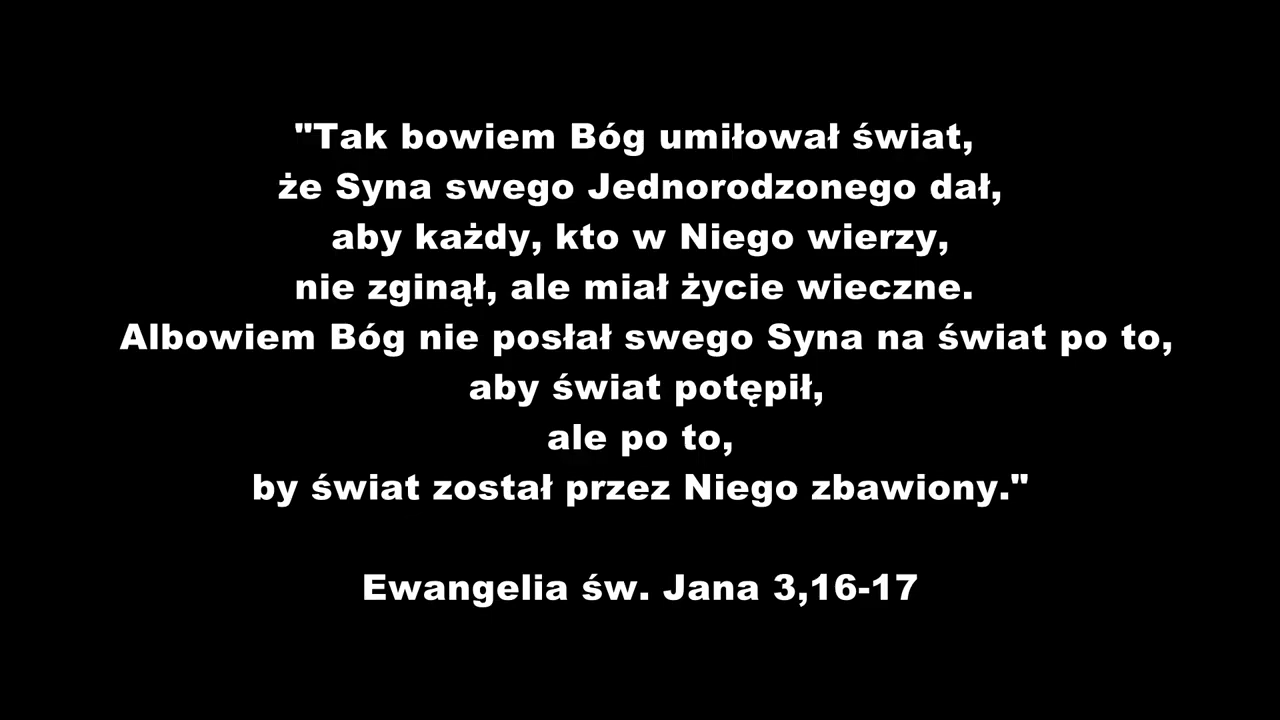 "Tak bowiem Bóg umiłował świat,
że Syna swego Jednorodzonego dał,
aby każdy, kto w Niego wierzy,
nie zginął, ale miał życie wieczne.
Albowiem Bóg nie posłał swego Syna na świat po to,
aby świat potępił,
ale po to,
by świat został przez Niego zbawiony."
Ewangelia św. Jana 3,16-17